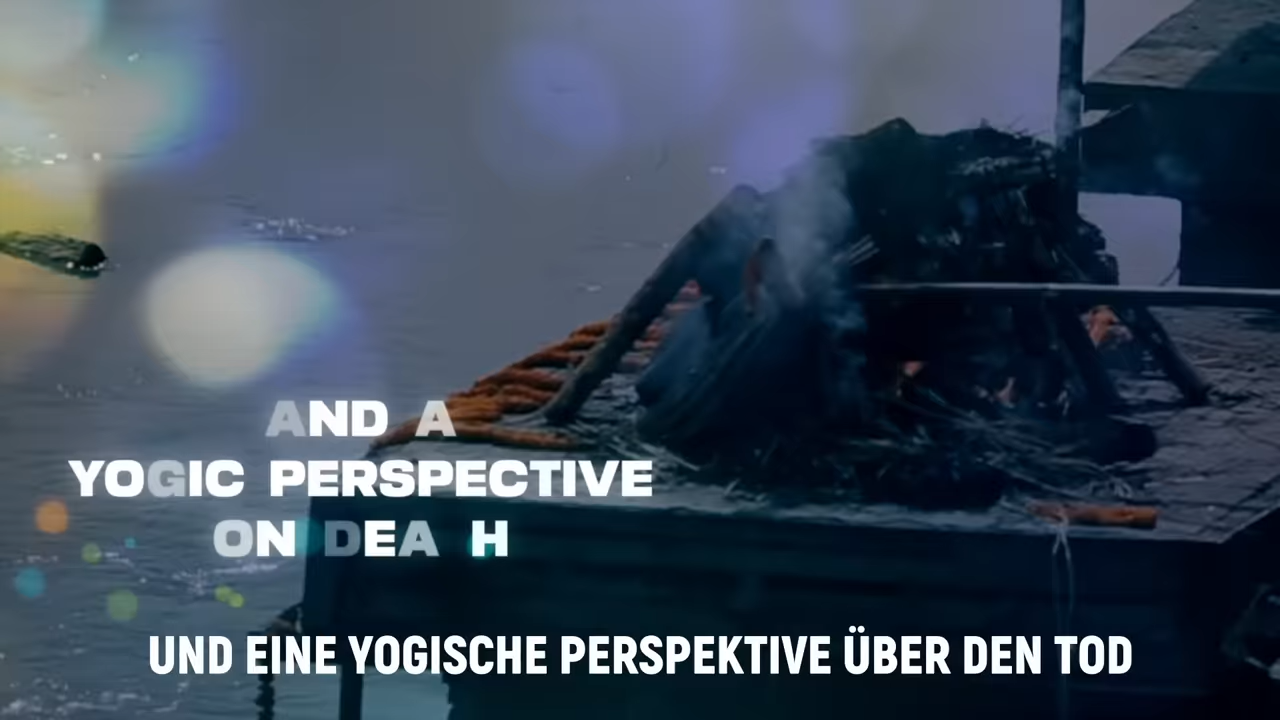 AND A
YOGIC PERSPECTIVE
ON DEA H
UND EINE YOGISCHE PERSPEKTIVE ÜBER DEN TOD